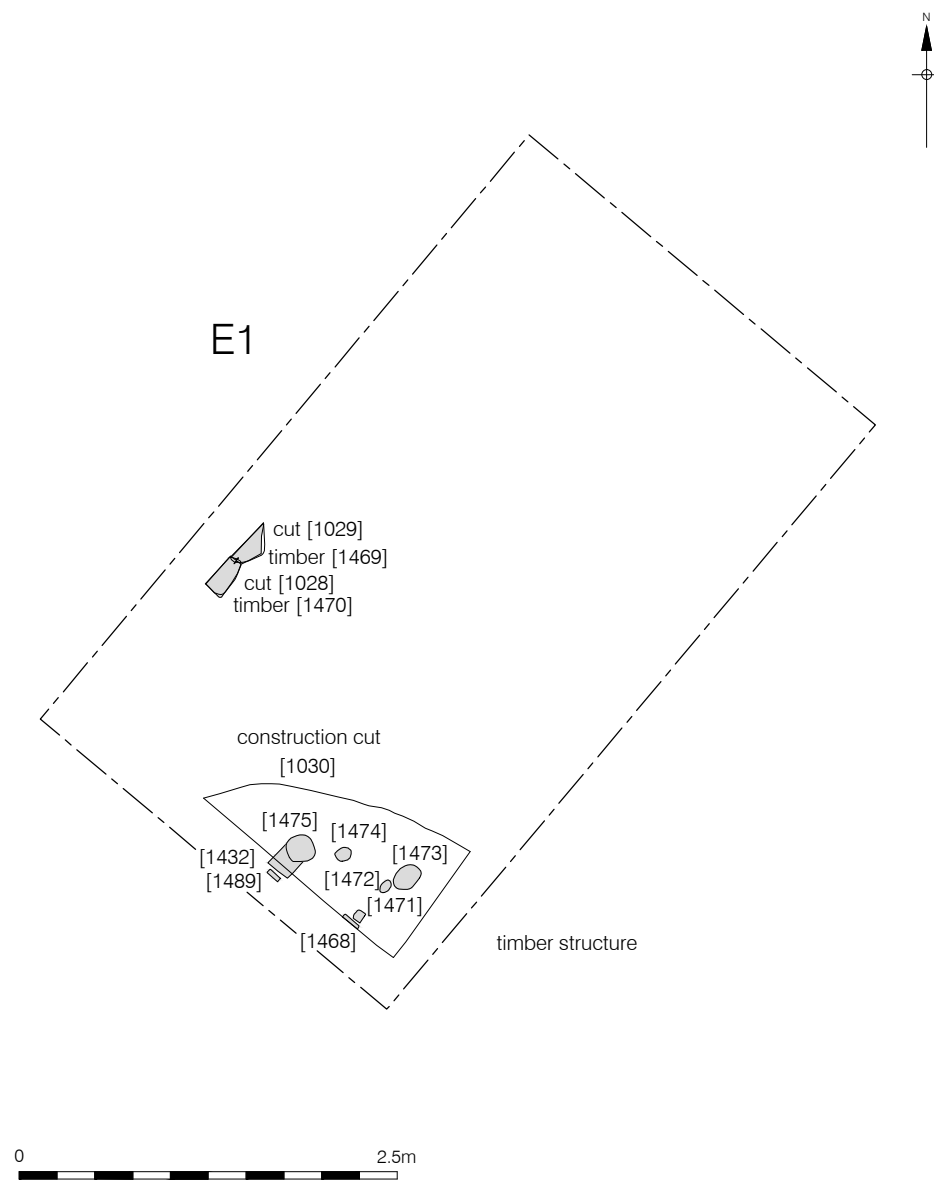 N
E1
cut [1029]
timber [1469]
cut [1028]
timber [1470]
construction cut
[1030]
[1475]
[1474]
[1473]
[1432]
[1472]
[1489]
[1471]
[1468]
timber structure
0 2.5m